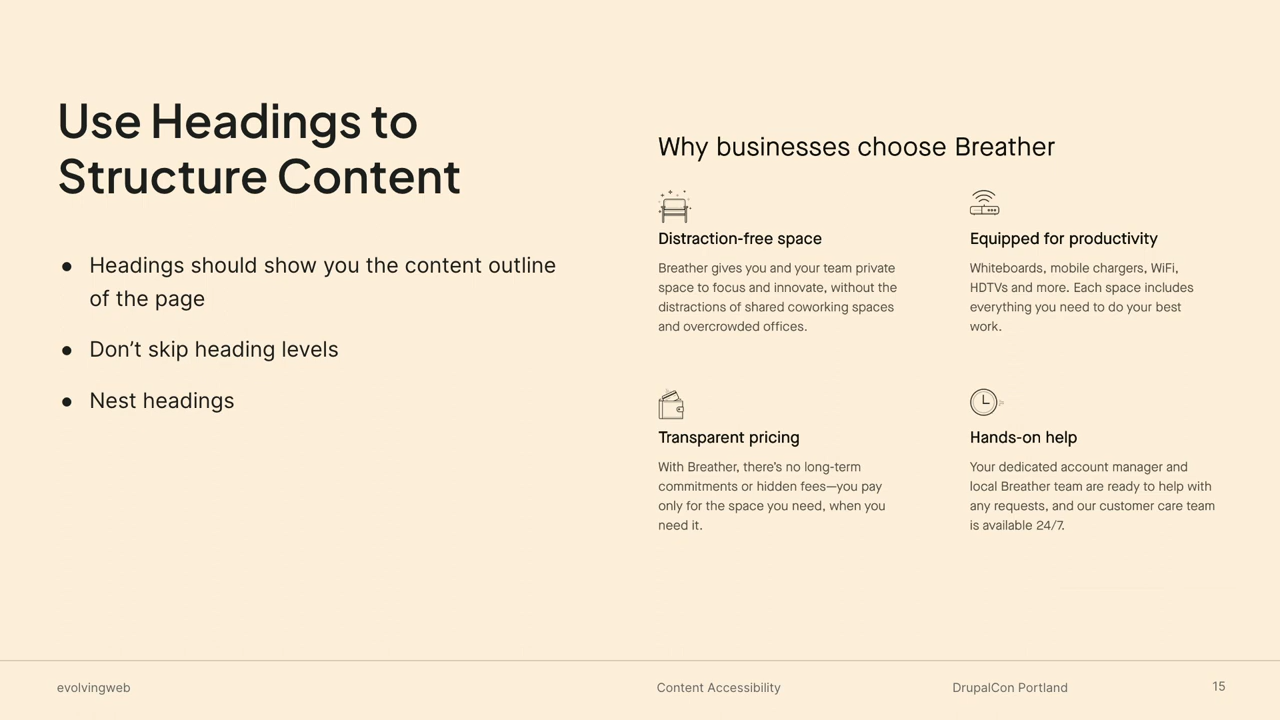 Use Headings to
Structure Content
● Headings should show you the content outline
of the page
● Don’t skip heading levels
● Nest headings
Why businesses choose Breather
Distraction-free space
Breather gives you and your team private
space to focus and innovate, without the
distractions of shared coworking spaces
and overcrowded offices.
Equipped for productivity
Whiteboards, mobile chargers, WiFi,
HDTVs and more. Each space includes
everything you need to do your best
work.
Transparent pricing
With Breather, there’s no long-term
commitments or hidden fees—you pay
only for the space you need, when you
need it.
Hands-on help
Your dedicated account manager and
local Breather team are ready to help with
any requests, and our customer care team
is available 24/7.
evolvingweb
Content Accessibility
DrupalCon Portland
15